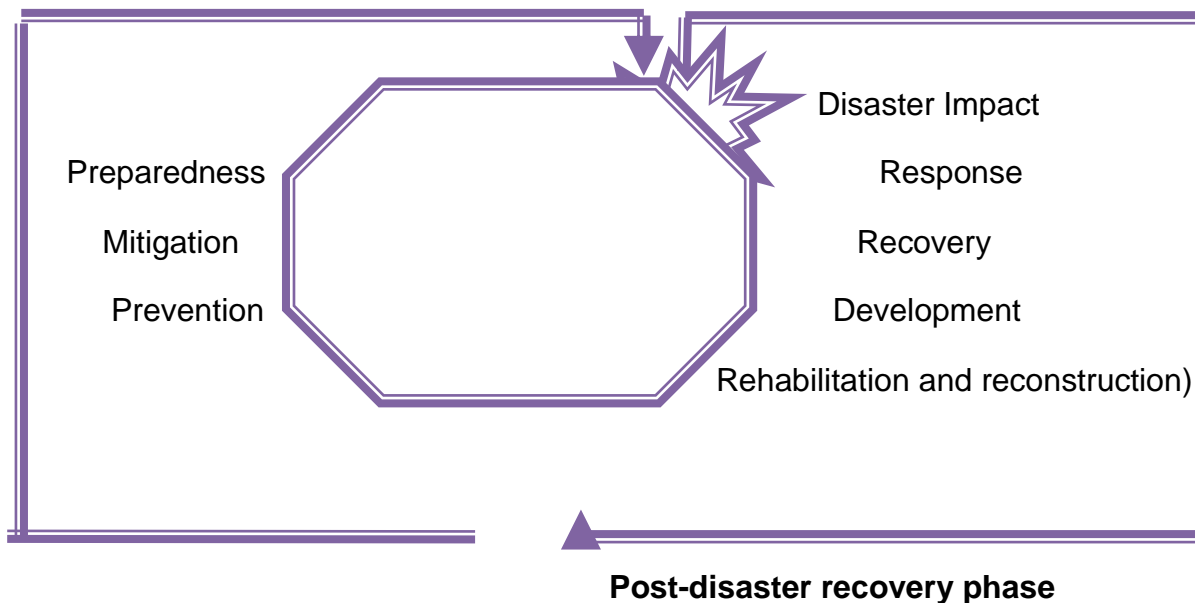 Disaster Impact
Preparedness
Response
Mitigation
Recovery
Prevention
Development
Rehabilitation and reconstruction)
Post-disaster recovery phase